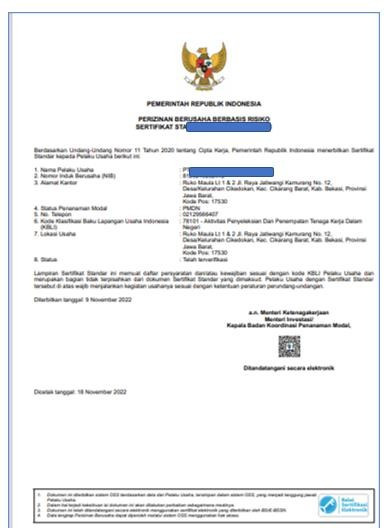 PEMERINTAH REPUBLIK INDONESIA
PERIZINAN BERUSAHA BERBASIS RISIKO
SERTIFIKAT STA
Berdasarkan Undang-Undang Nomor 11 Tahun 2020 tentang Cipta Kerja, Pemerintah Republik Indonesia menerbitkan Sertifikat
Standar kepada Pelaku Usaha berikut ini:
1. Nama Pelaku Usaha : PT
2. Nomor Induk Berusaha (NIB) :
3. Alamat Kantor : Ruko Maula Lt 1 & 2 Jl. Raya Jatiwangi Kamurang No. 12,
Desa/Kelurahan Cikedokan, Kec. Cikarang Barat, Kab. Bekasi, Provinsi
Jawa Barat,
Kode Pos: 17530
4. Status Penanaman Modal : PMDN
5. No. Telepon : 02129566407
6. Kode Klasifikasi Baku Lapangan Usaha Indonesia : 78101 - Aktivitas Penyeleksian Dan Penempatan Tenaga Kerja Dalam
(KBLI) Negeri
7. Lokasi Usaha : Ruko Maula Lt 1 & 2 Jl. Raya Jatiwangi Kamurang No. 12,
Desa/Kelurahan Cikedokan, Kec. Cikarang Barat, Kab. Bekasi, Provinsi
Jawa Barat,
Kode Pos: 17530
8. Status : Telah terverifikasi
Lampiran Sertifikat Standar ini memuat daftar persyaratan dan/atau kewajiban sesuai dengan kode KBLI Pelaku Usaha dan
merupakan bagian tidak terpisahkan dari dokumen Sertifikat Standar yang dimaksud. Pelaku Usaha dengan Sertifikat Standar
tersebut di atas wajib menjalankan kegiatan usahanya sesuai dengan ketentuan peraturan perundang-undangan.
Diterbitkan tanggal: 9 November 2022
a.n. Menteri Ketenagakerjaan
Menteri Investasi/
Kepala Badan Koordinasi Penanaman Modal,
Ditandatangani secara elektronik
Dicetak tanggal: 18 November 2022
1. Dokumen ini diterbitkan sistem OSS berdasarkan data dari Pelaku Usaha, tersimpan dalam sistem OSS, yang menjadi tanggung jawab
Pelaku Usaha.
2. Dalam hal terjadi kekeliruan isi dokumen ini akan dilakukan perbaikan sebagaimana mestinya.
3. Dokumen ini telah ditandatangani secara elektronik menggunakan sertifikat elektronik yang diterbitkan oleh BSrE-BSSN.
4. Data lengkap Perizinan Berusaha dapat diperoleh melalui sistem OSS menggunakan hak akses.
Balai
Sertifikasi
Elektronik